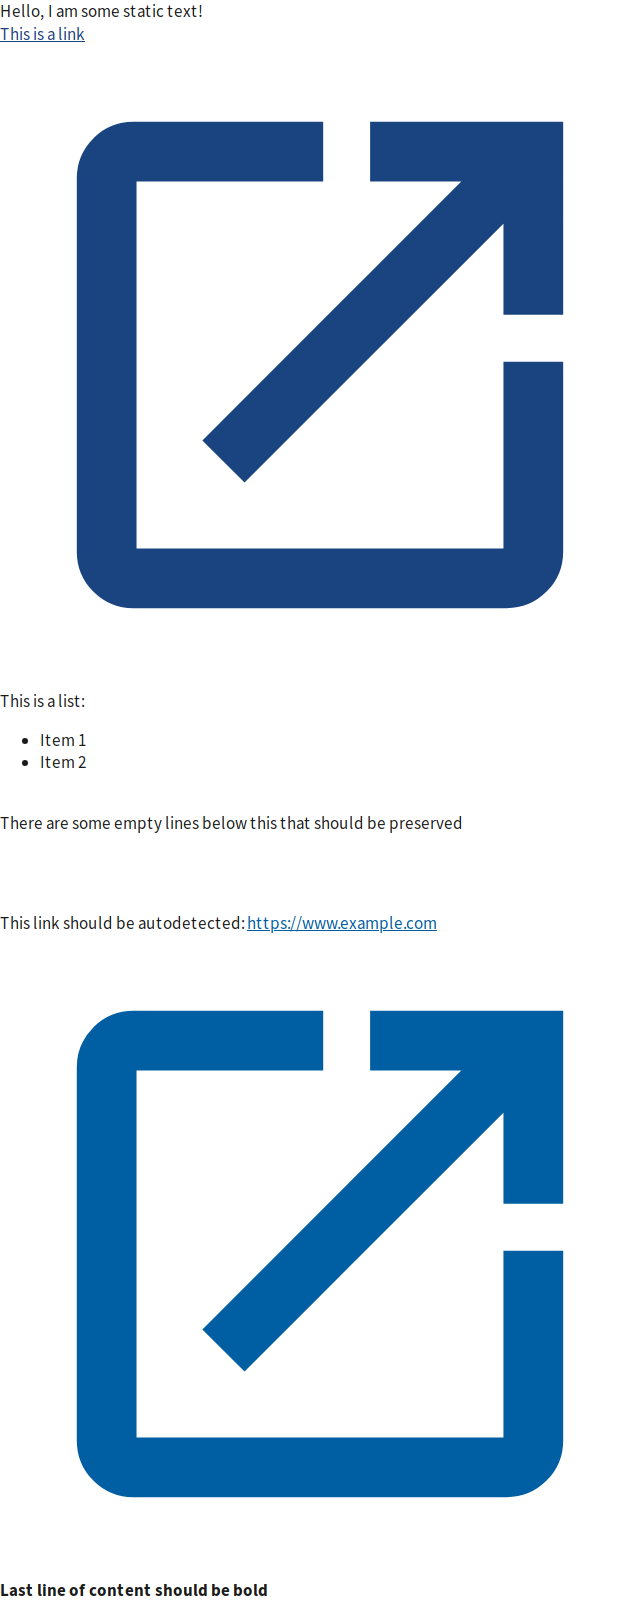 Hello, I am some static text!
This is a link
This is a list:
• Item 1
• Item 2
There are some empty lines below this that should be preserved
This link should be autodetected: https://www.example.com
Last line of content should be bold